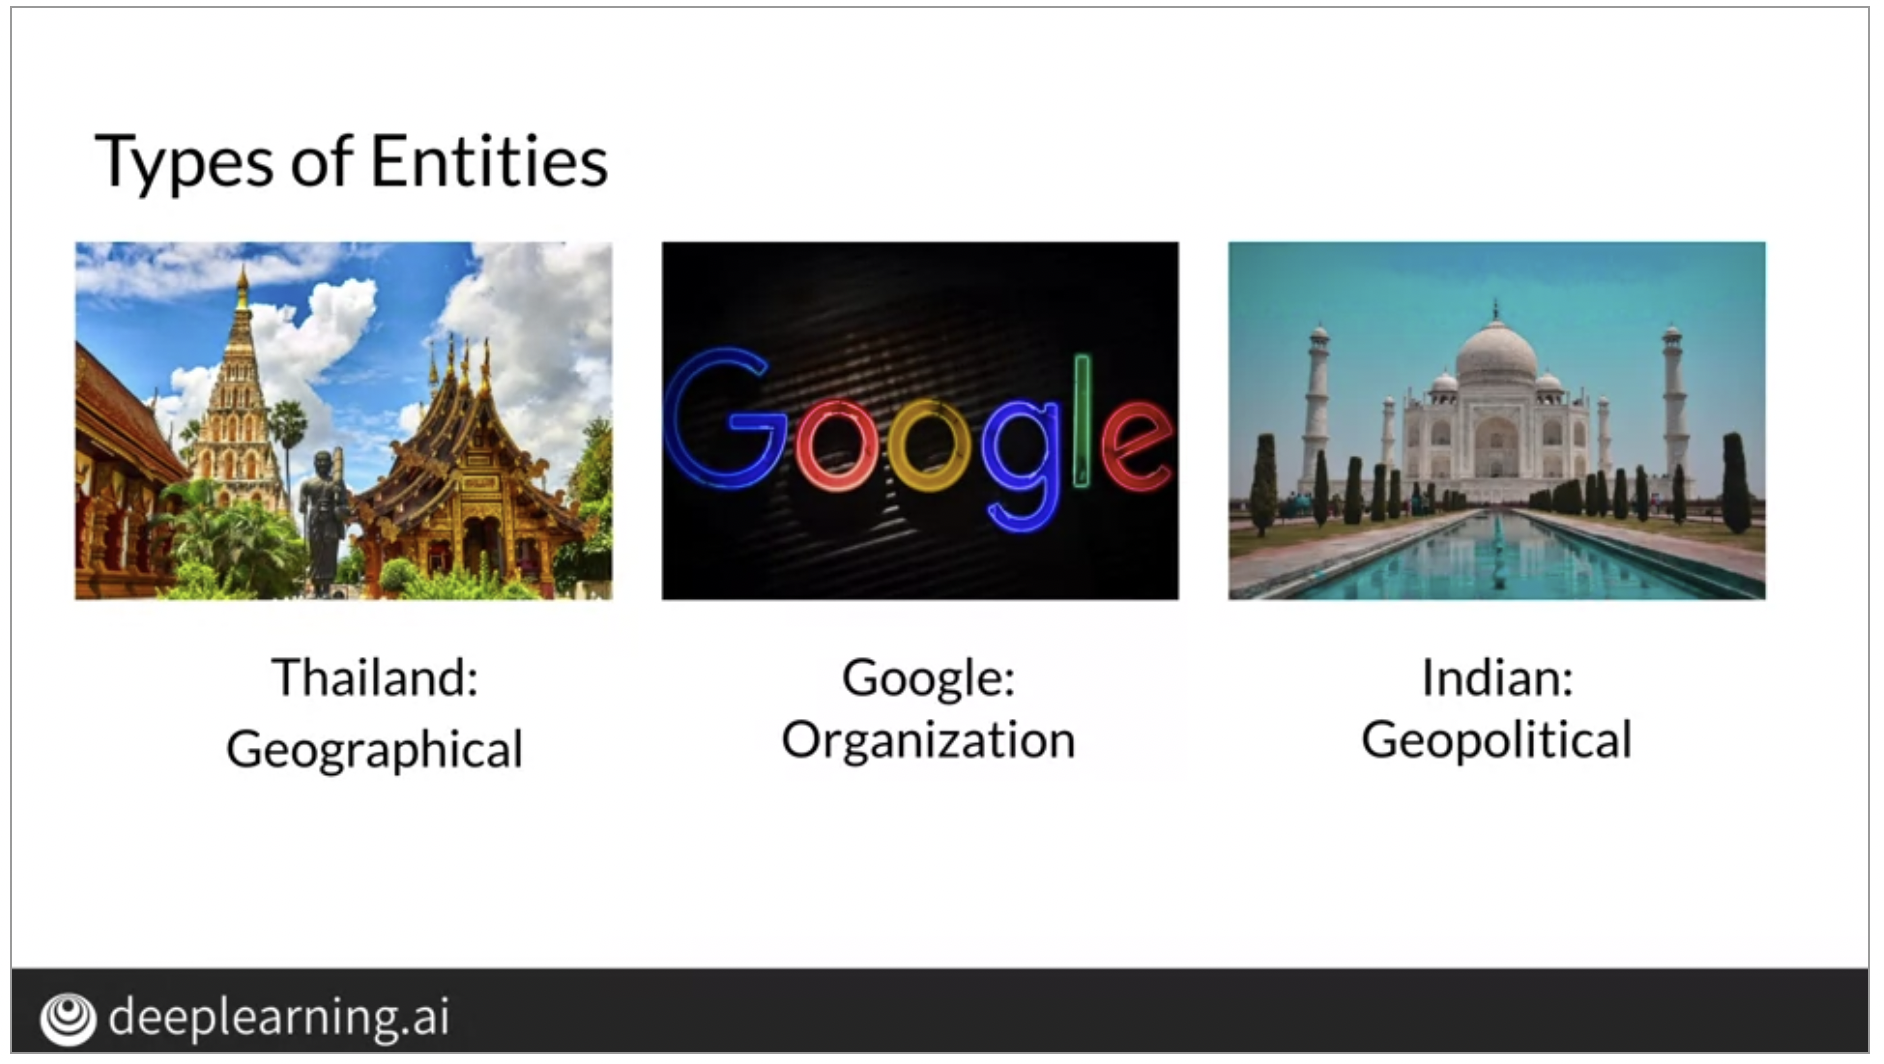 Types of Entities
Google
Thailand:
Geographical
Google:
Organization
Indian:
Geopolitical
deeplearning.ai